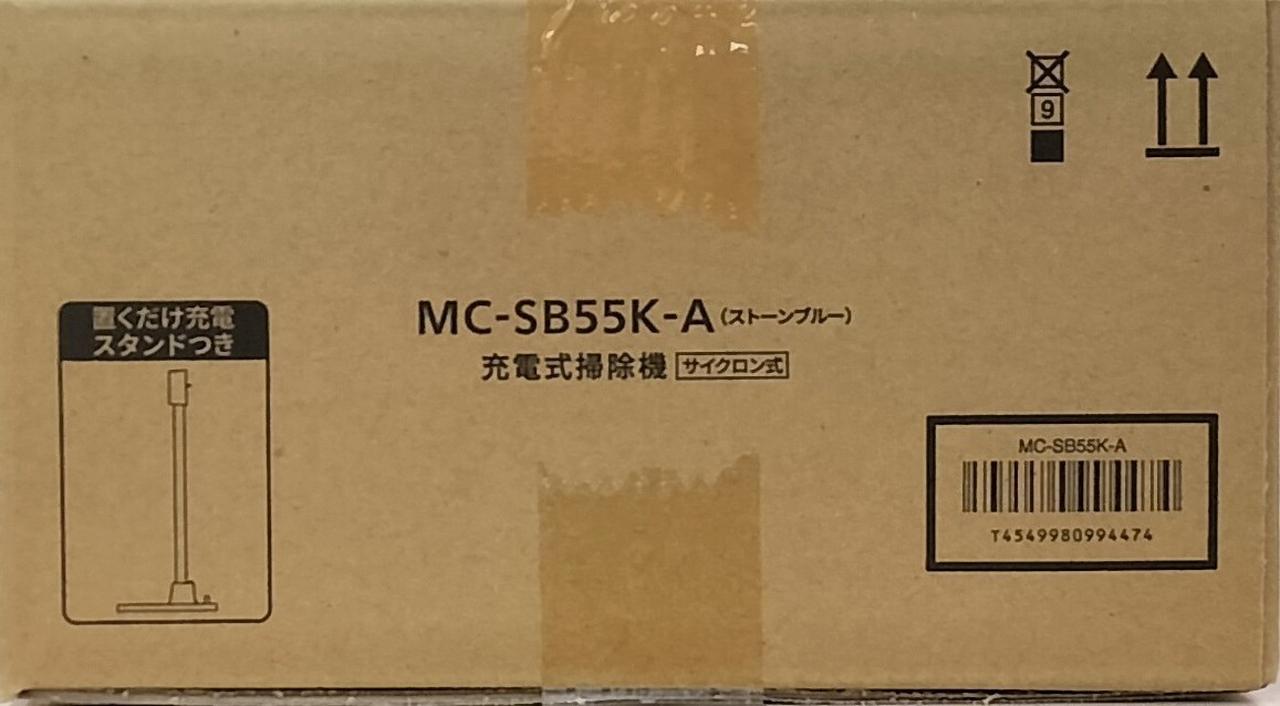 9
置くだけ充電
スタンドつき
MC-SB55K-A（ストーンブルー）
充電式掃除機 サイクロン式
MC-SB55K-A
T4549980994474